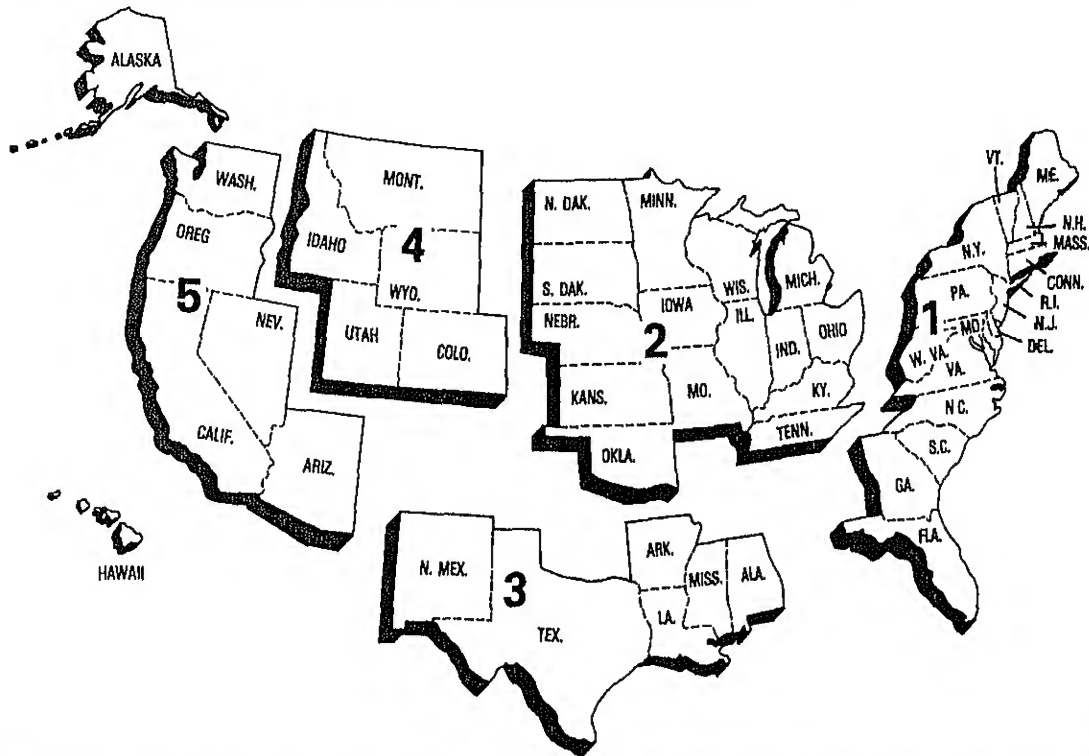 ALASKA
WASH.
OREG
5
NEV.
CALIF.
ARIZ.
HAWAII
MONT.
IDAHO
4
WYO.
UTAH
COLO.
N. DAK.
MINN.
S. DAK.
WIS.
MICH.
NEBR.
IOWA
ILL.
2
IND.
OHIO
KANS.
MO.
KY.
OKLA.
TENN.
N. MEX.
3
TEX.
ARK.
MISS.
ALA.
LA.
VT.
ME.
N.H.
MASS.
N.Y.
CONN.
PA.
R.I.
1
N.J.
MD.
DEL.
W. VA.
VA.
N C.
S.C.
GA.
FLA.